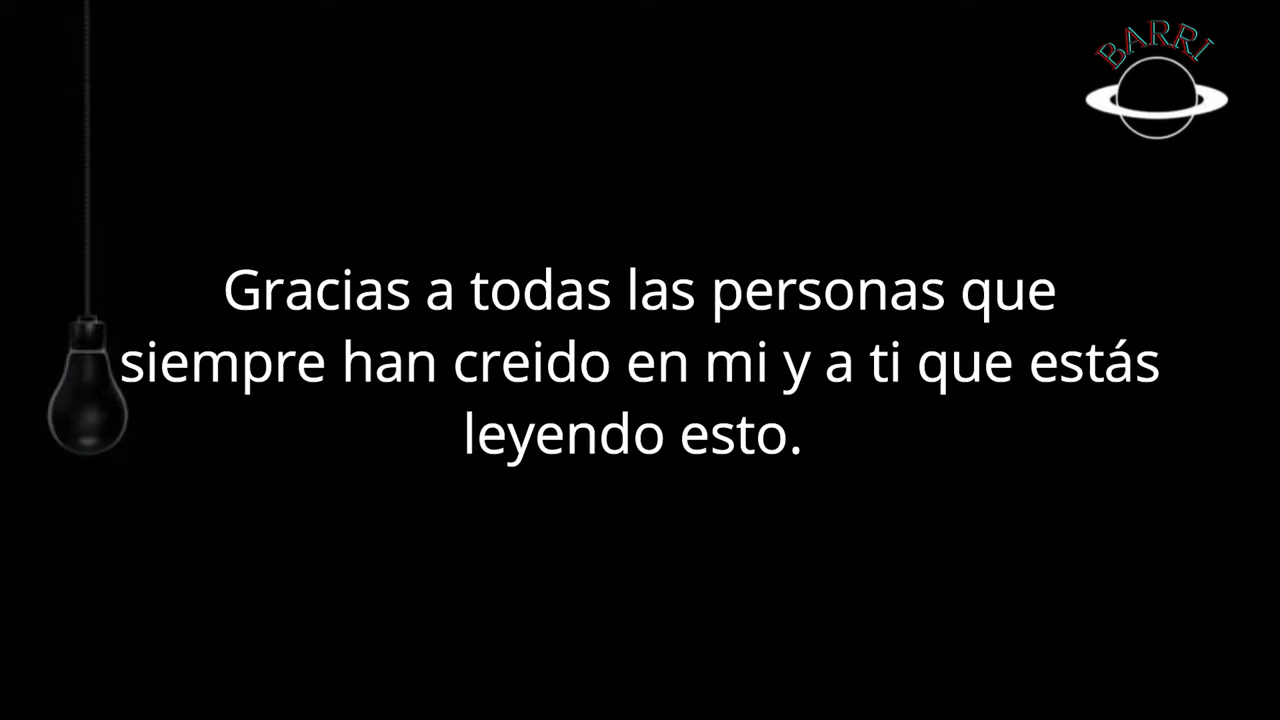 BARRI
Gracias a todas las personas que
siempre han creido en mi y a ti que estás
leyendo esto.